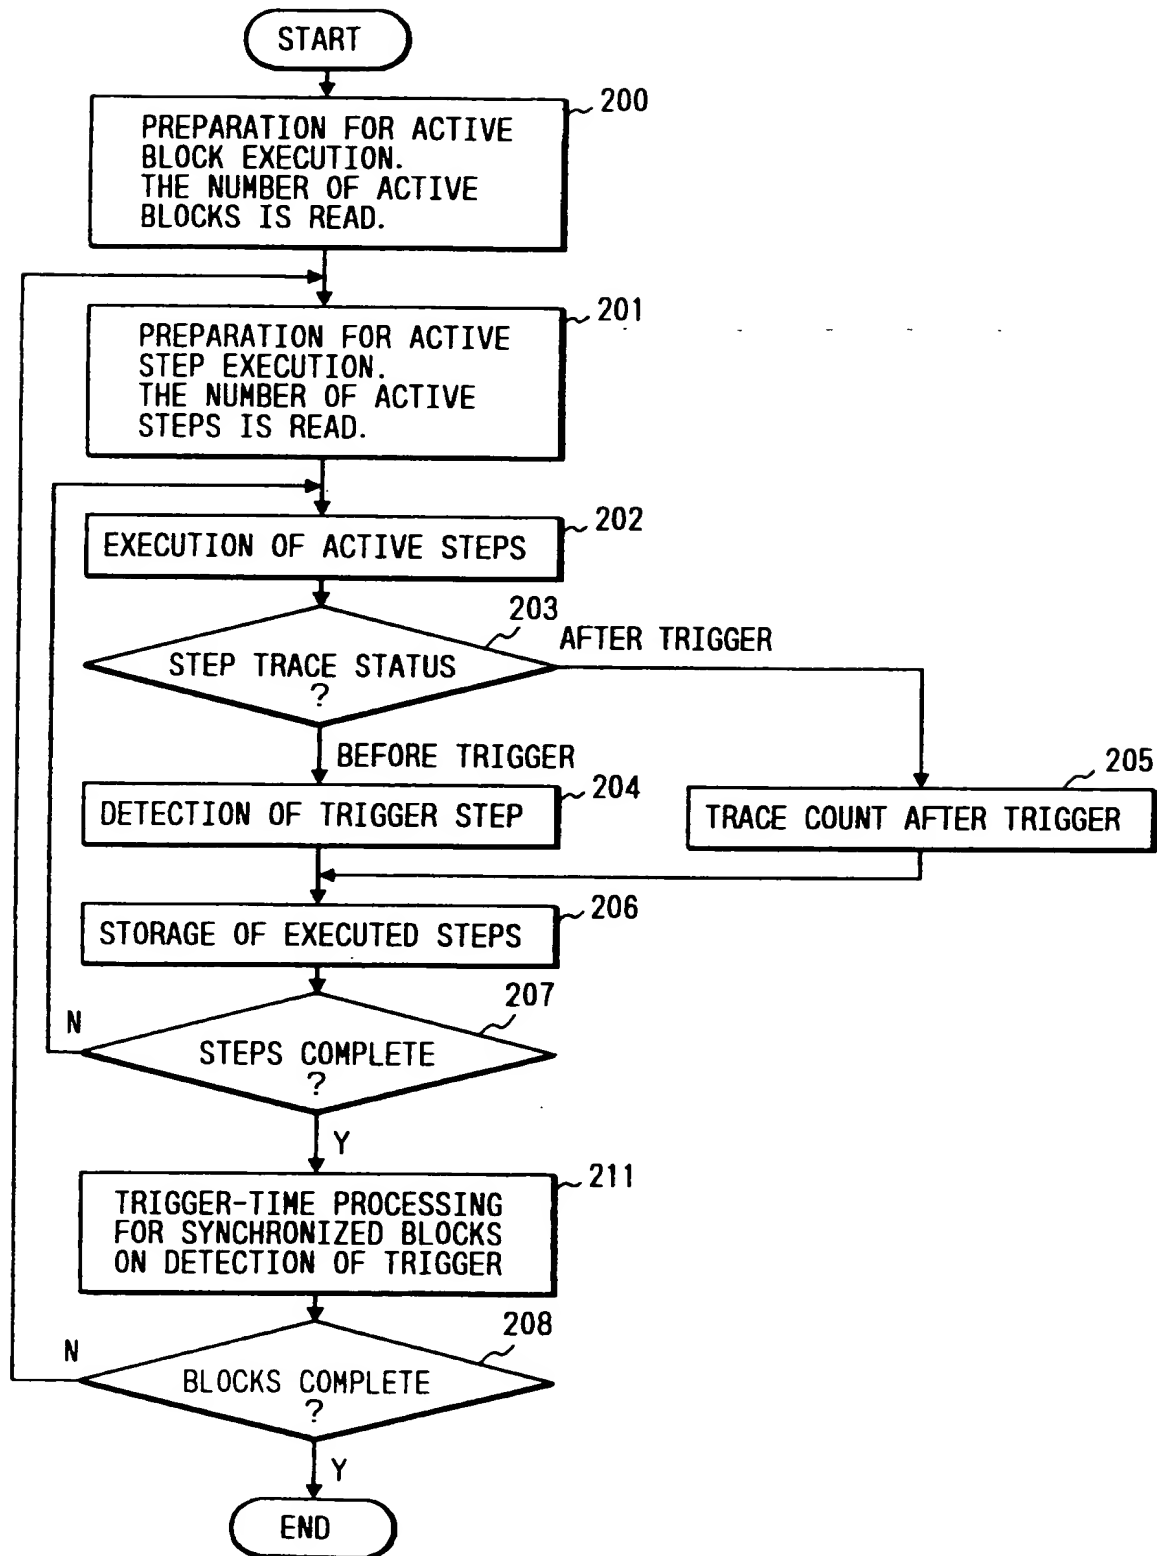 START
200
PREPARATION FOR ACTIVE
BLOCK EXECUTION.
THE NUMBER OF ACTIVE
BLOCKS IS READ.
201
PREPARATION FOR ACTIVE
STEP EXECUTION.
THE NUMBER OF ACTIVE
STEPS IS READ.
202
EXECUTION OF ACTIVE STEPS
203
AFTER TRIGGER
STEP TRACE STATUS
?
BEFORE TRIGGER
204
DETECTION OF TRIGGER STEP
205
TRACE COUNT AFTER TRIGGER
206
STORAGE OF EXECUTED STEPS
207
N
STEPS COMPLETE
?
Y
211
TRIGGER-TIME PROCESSING
FOR SYNCHRONIZED BLOCKS
ON DETECTION OF TRIGGER
208
N
BLOCKS COMPLETE
?
Y
END